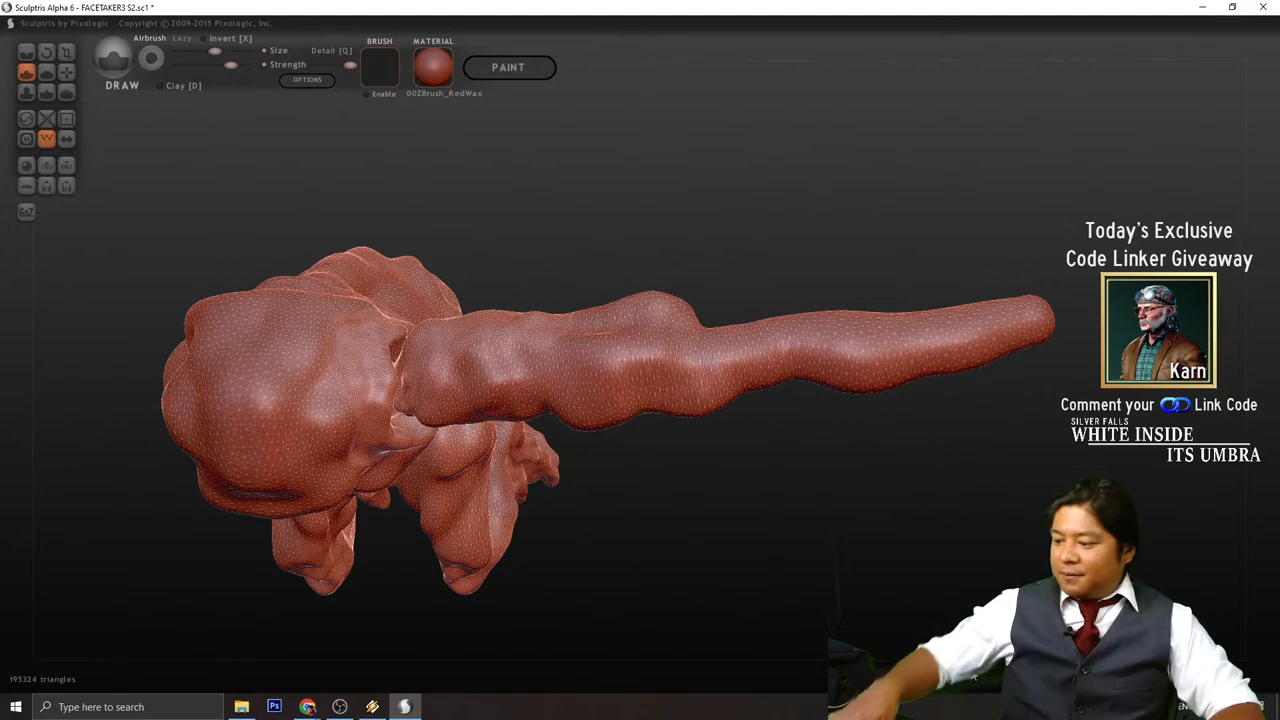 Sculptris Alpha 6 - FACETAKER3 S2.sc1 *
Sculptris by Pixologic Copyright ©2009-2015 Pixologic, Inc.
Airbrush Lazy Invert [X]
BRUSH
MATERIAL
Size Detail [Q]
Strength
PAINT
DRAW
Clay [D]
OPTIONS
Enable
00ZBrush_RedWax
GoZ
Today's Exclusive
Code Linker Giveaway
Karn
Comment your Link Code
SILVER FALLS
WHITE INSIDE
ITS UMBRA
195324 triangles
Type here to search
Ps